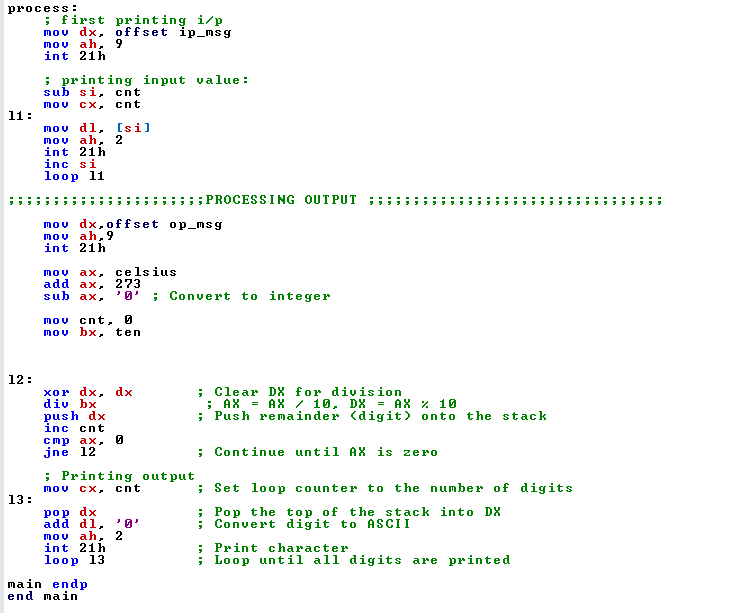 process:
; first printing i/p
mov dx, offset ip_msg
mov ah, 9
int 21h
; printing input value:
sub si, cnt
mov cx, cnt
l1:
mov dl, [si]
mov ah, 2
int 21h
inc si
loop l1
;;;;;;;;;;;;;;;;;;;;;;PROCESSING OUTPUT ;;;;;;;;;;;;;;;;;;;;;;;;;;;;;;;;;
mov dx,offset op_msg
mov ah,9
int 21h
mov ax, celsius
add ax, 273
sub ax, '0' ; Convert to integer
mov cnt, 0
mov bx, ten
l2:
xor dx, dx ; Clear DX for division
div bx ; AX = AX / 10, DX = AX % 10
push dx ; Push remainder (digit) onto the stack
inc cnt
cmp ax, 0
jne l2 ; Continue until AX is zero
; Printing output
mov cx, cnt ; Set loop counter to the number of digits
l3:
pop dx ; Pop the top of the stack into DX
add dl, '0' ; Convert digit to ASCII
mov ah, 2
int 21h ; Print character
loop l3 ; Loop until all digits are printed
main endp
end main